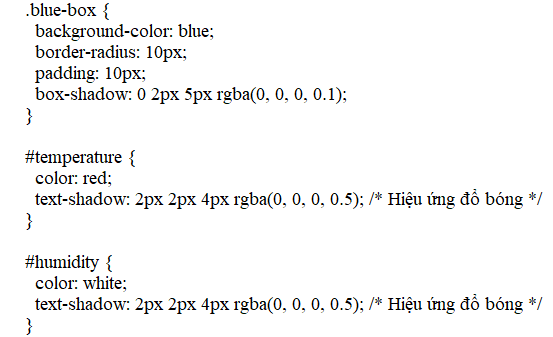 .blue-box {
  background-color: blue;
  border-radius: 10px;
  padding: 10px;
  box-shadow: 0 2px 5px rgba(0, 0, 0, 0.1);
}

#temperature {
  color: red;
  text-shadow: 2px 2px 4px rgba(0, 0, 0, 0.5); /* Hiệu ứng đổ bóng */
}

#humidity {
  color: white;
  text-shadow: 2px 2px 4px rgba(0, 0, 0, 0.5); /* Hiệu ứng đổ bóng */
}